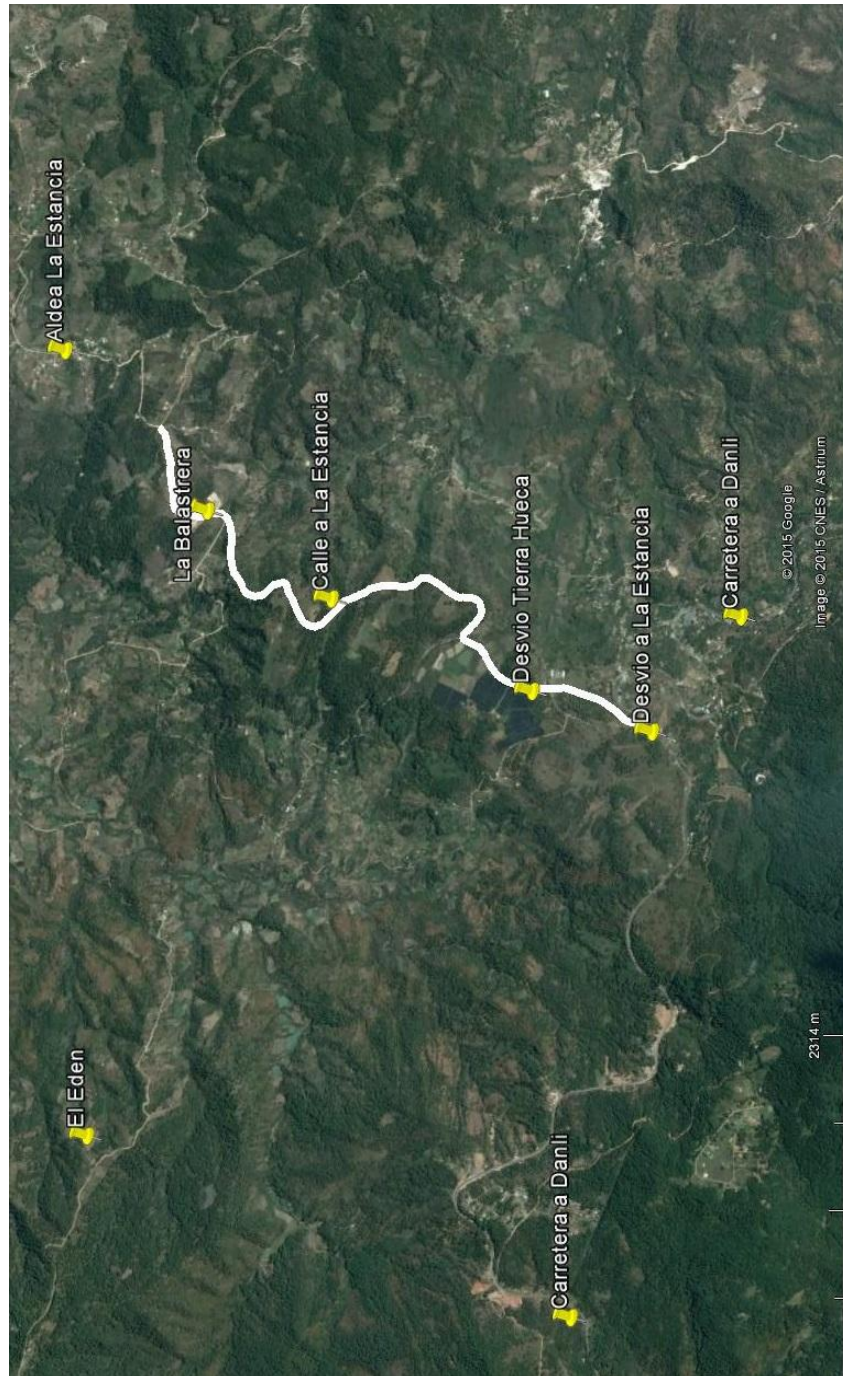 Aldea La Estancia
El Eden
La Balastrera
Calle a La Estancia
Desvio Tierra Hueca
Carretera a Danli
Desvio a La Estancia
Carretera a Danli
© 2015 Google
2314 m
Image © 2015 CNES / Astrium